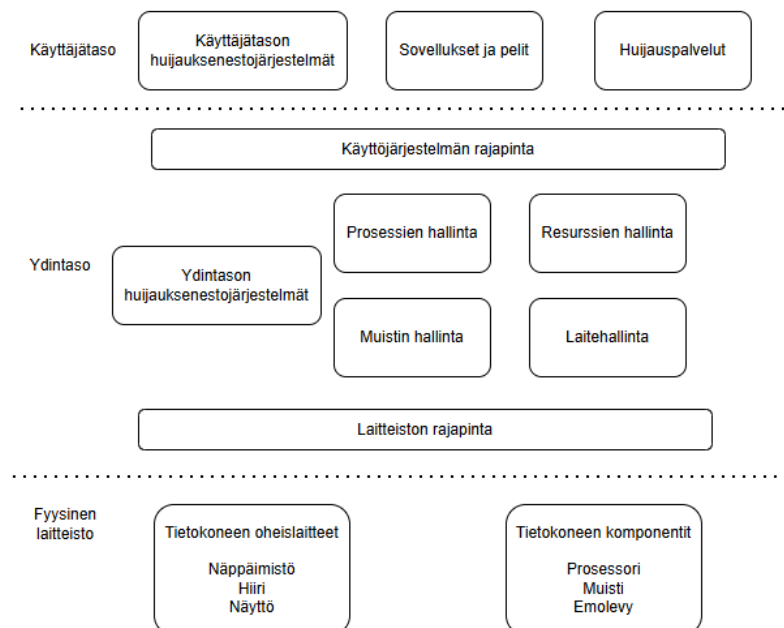 Käyttäjätaso
Käyttäjätason
huijauksenestojärjestelmät
Sovellukset ja pelit
Huijauspalvelut
Käyttöjärjestelmän rajapinta
Ydintaso
Ydintason
huijauksenestojärjestelmät
Prosessien hallinta
Resurssien hallinta
Muistin hallinta
Laitehallinta
Laitteiston rajapinta
Fyysinen
laitteisto
Tietokoneen oheislaitteet
Näppäimistö
Hiiri
Näyttö
Tietokoneen komponentit
Prosessori
Muisti
Emolevy